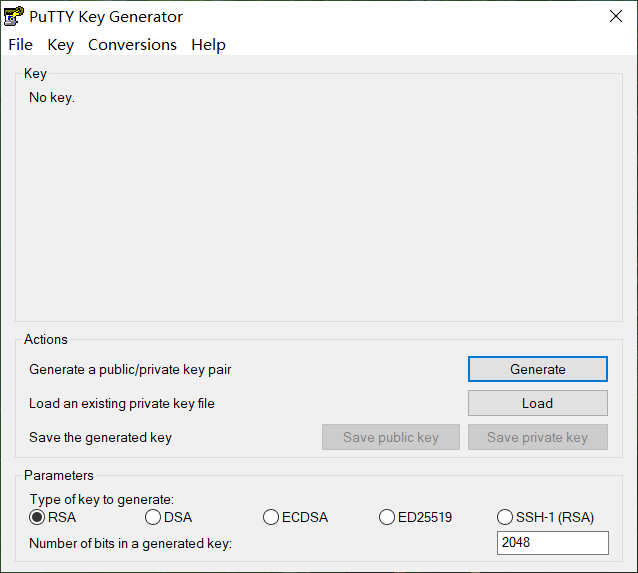 PuTTY Key Generator
File Key Conversions Help
Key
No key.
Actions
Generate a public/private key pair Generate
Load an existing private key file Load
Save the generated key Save public key Save private key
Parameters
Type of key to generate:
RSA DSA ECDSA ED25519 SSH-1 (RSA)
Number of bits in a generated key: 2048